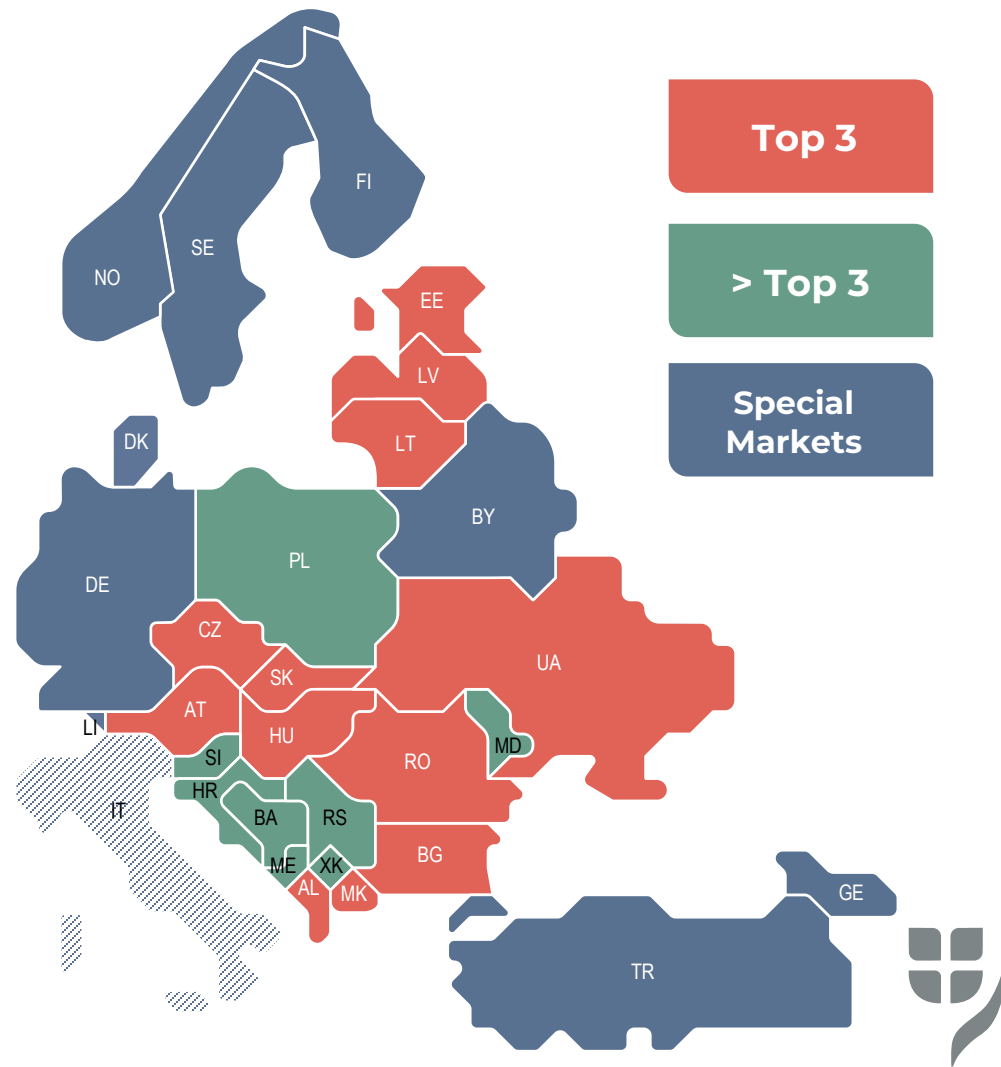 Top 3
> Top 3
Special
Markets
FI
SE
NO
EE
LV
DK
LT
BY
PL
DE
CZ
UA
SK
AT
LI
HU
MD
SI
RO
HR
IT
BA
RS
BG
ME
XK
AL
MK
GE
TR